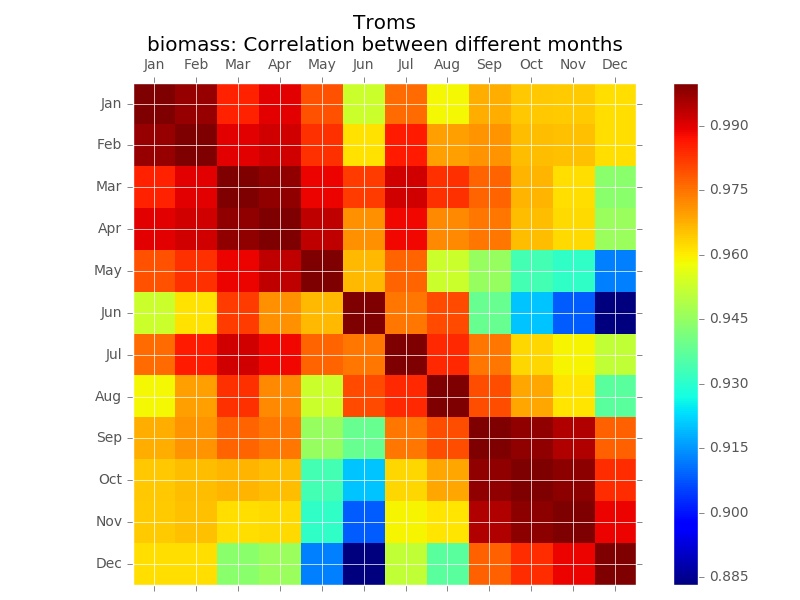 Troms
biomass: Correlation between different months
Jan Feb Mar Apr May Jun Jul Aug Sep Oct Nov Dec
Jan
Feb
Mar
Apr
May
Jun
Jul
Aug
Sep
Oct
Nov
Dec
0.990
0.975
0.960
0.945
0.930
0.915
0.900
0.885